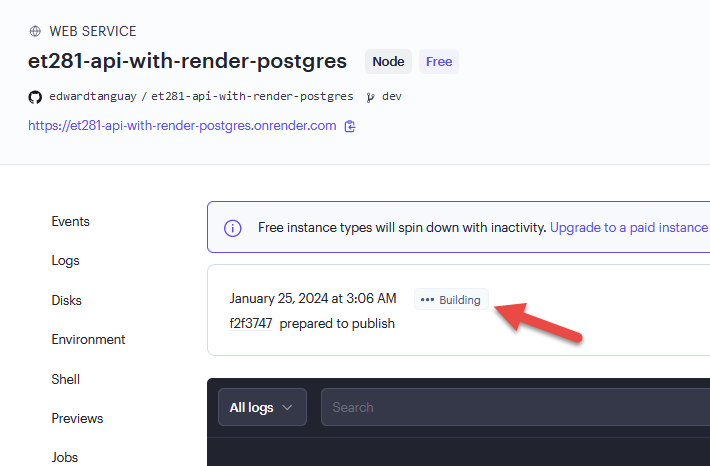 WEB SERVICE
et281-api-with-render-postgres Node Free
edwardtanguay / et281-api-with-render-postgres dev
https://et281-api-with-render-postgres.onrender.com
Events
Logs
Disks
Environment
Shell
Previews
Jobs
Free instance types will spin down with inactivity. Upgrade to a paid instance
January 25, 2024 at 3:06 AM ••• Building
f2f3747 prepared to publish
All logs Search